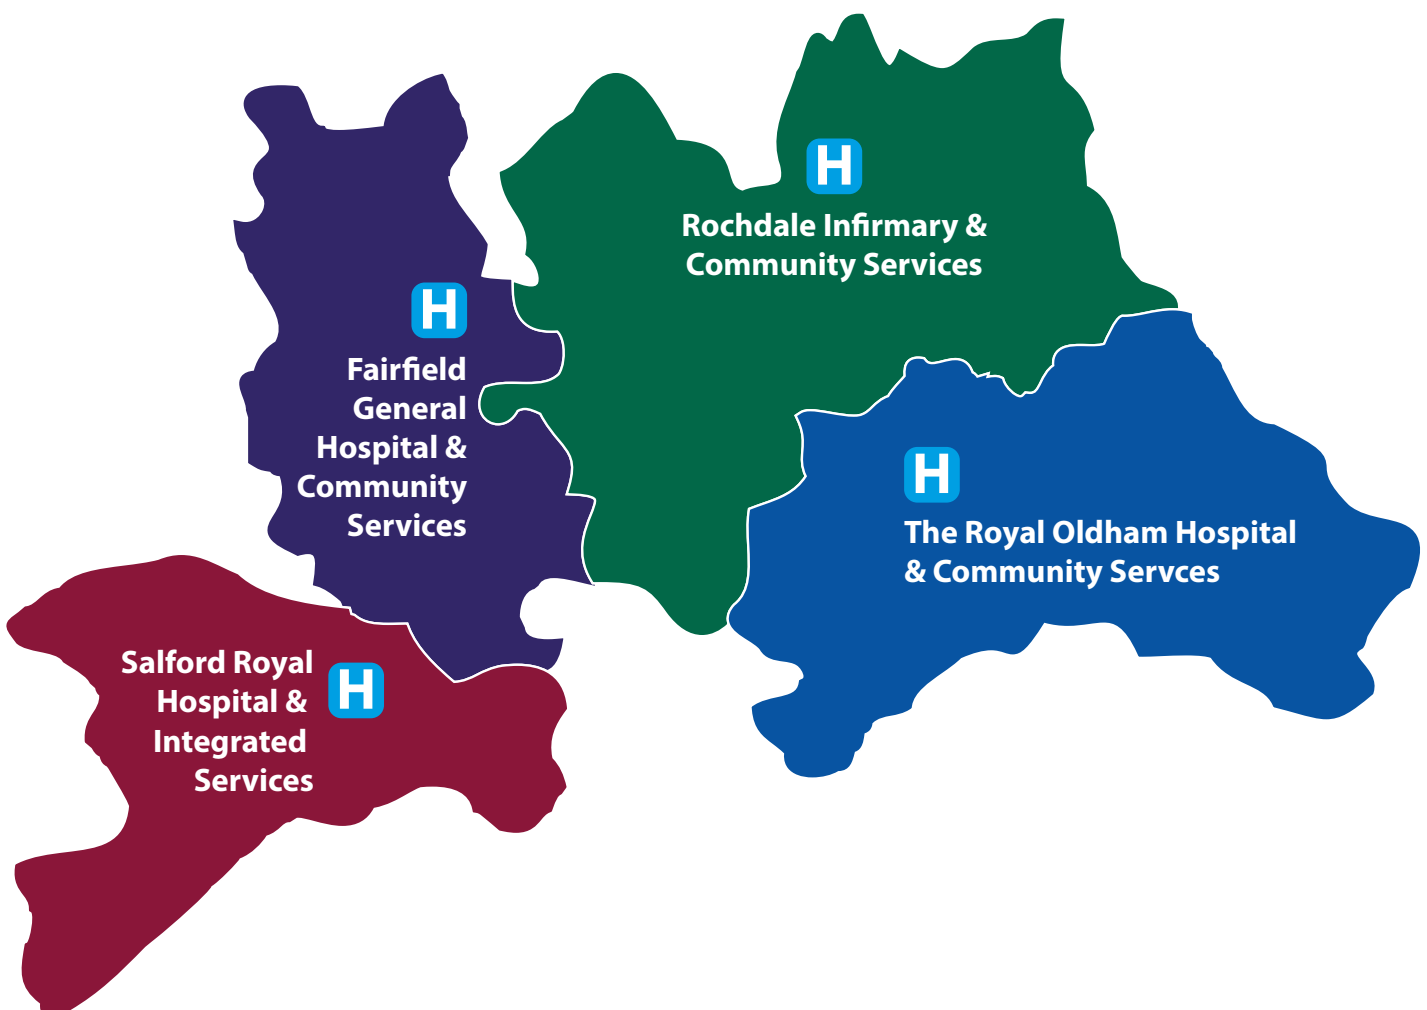 H
Rochdale Infirmary &
Community Services
H
Fairfield
General
Hospital &
Community
Services
H
The Royal Oldham Hospital
& Community Servces
Salford Royal
Hospital &
Integrated
Services
H